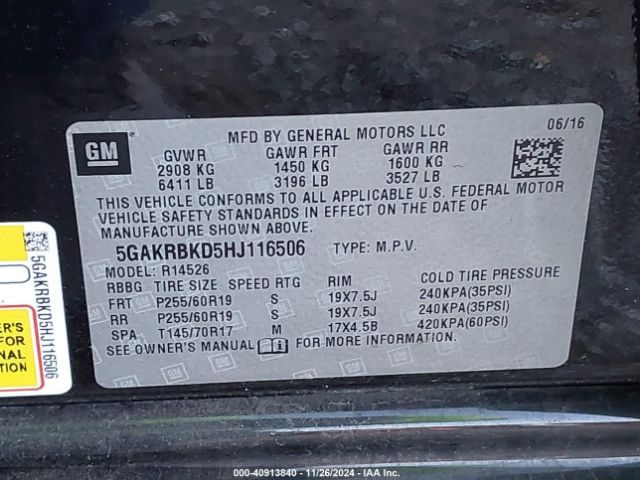 MFD BY GENERAL MOTORS LLC
06/16
GM
GVWR GAWR FRT GAWR RR
2908 KG 1450 KG 1600 KG
6411 LB 3196 LB 3527 LB
THIS VEHICLE CONFORMS TO ALL APPLICABLE U.S. FEDERAL MOTOR
VEHICLE SAFETY STANDARDS IN EFFECT ON THE DATE OF
MANUFACTURE SHOWN ABOVE.
5GAKRBKD5HJ116506 TYPE: M.P.V.
MODEL: R14526
RBBG TIRE SIZE SPEED RTG RIM COLD TIRE PRESSURE
FRT P255/60R19 S 19X7.5J 240KPA(35PSI)
RR P255/60R19 S 19X7.5J 240KPA(35PSI)
SPA T145/70R17 M 17X4.5B 420KPA(60PSI)
SEE OWNER'S MANUAL FOR MORE INFORMATION.
5GAKRBKD5HJ116506
ER'S
FOR
NAL
TION
000-40913840 - 11/26/2024 - IAA Inc.